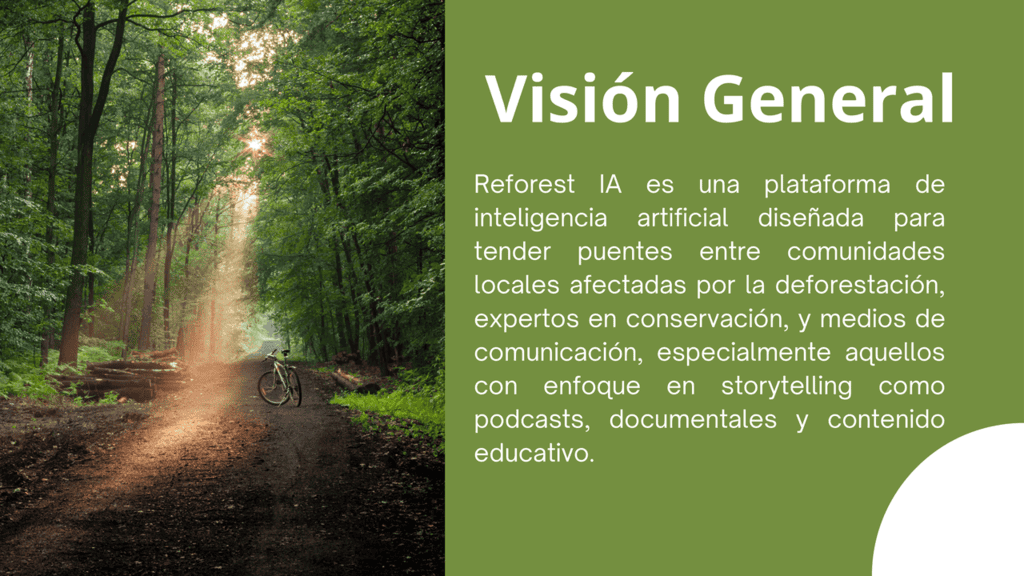 Visión General
Reforest IA es una plataforma de
inteligencia artificial diseñada para
tender puentes entre comunidades
locales afectadas por la deforestación,
expertos en conservación, y medios de
comunicación, especialmente aquellos
con enfoque en storytelling como
podcasts, documentales y contenido
educativo.